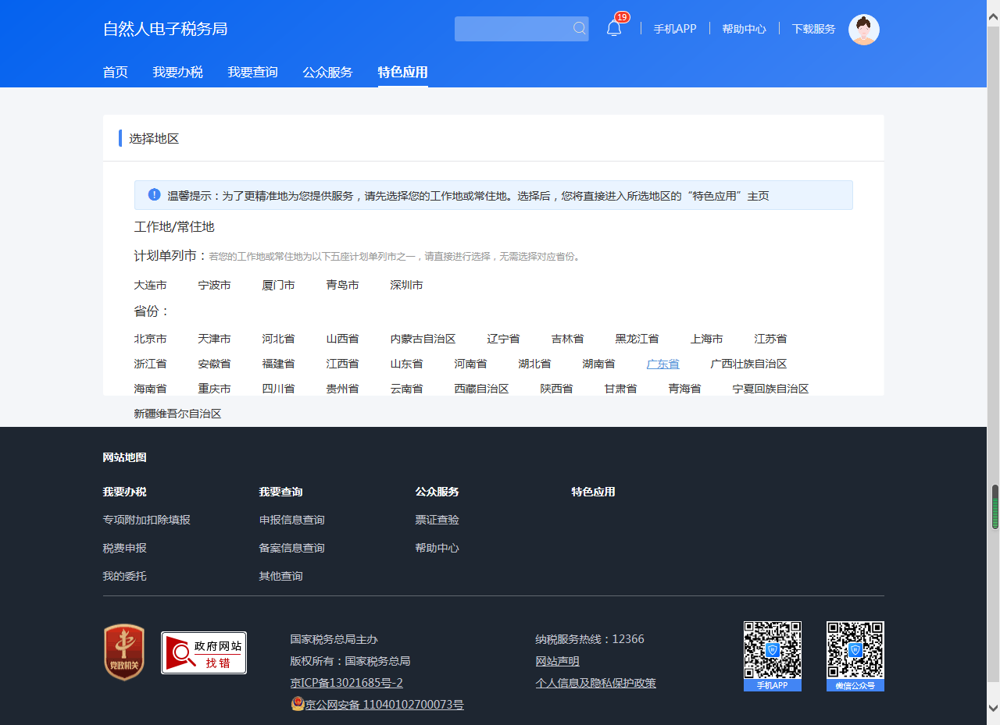 自然人电子税务局
19
手机APP
帮助中心
下载服务
首页
我要办税
我要查询
公众服务
特色应用
选择地区
温馨提示：为了更精准地为您提供服务，请先选择您的工作地或常住地。选择后，您将直接进入所选地区的“特色应用”主页
工作地/常住地
计划单列市：若您的工作地或常住地为以下五座计划单列市之一，请直接进行选择，无需选择对应省份。
大连市 宁波市 厦门市 青岛市 深圳市
省份：
北京市 天津市 河北省 山西省 内蒙古自治区 辽宁省 吉林省 黑龙江省 上海市 江苏省
浙江省 安徽省 福建省 江西省 山东省 河南省 湖北省 湖南省 广东省 广西壮族自治区
海南省 重庆市 四川省 贵州省 云南省 西藏自治区 陕西省 甘肃省 青海省 宁夏回族自治区
新疆维吾尔自治区
网站地图
我要办税 我要查询 公众服务 特色应用
专项附加扣除填报 申报信息查询 票证查验
税费申报 备案信息查询 帮助中心
我的委托 其他查询
党政机关
政府网站
找错
国家税务总局主办
版权所有：国家税务总局
京ICP备13021685号-2
京公网安备 11040102700073号
纳税服务热线：12366
网站声明
个人信息及隐私保护政策
手机APP
微信公众号